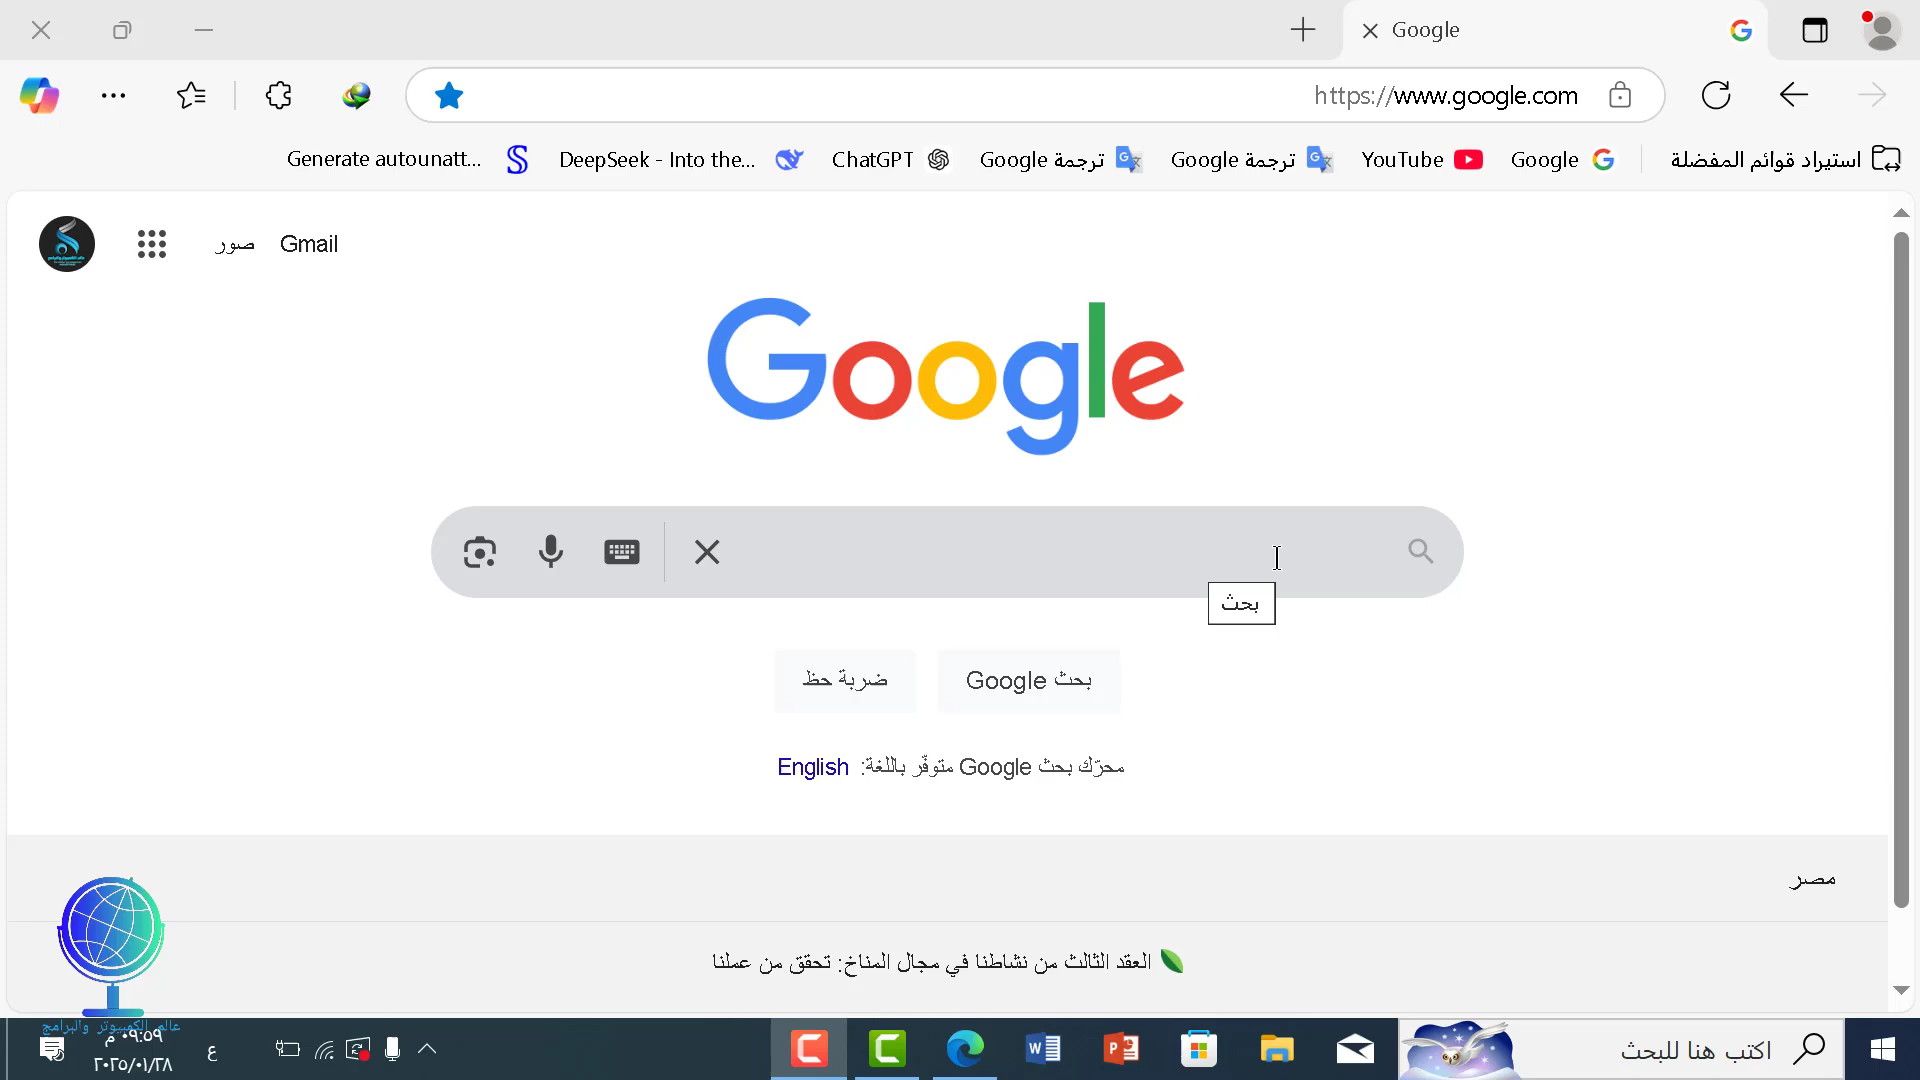 Google
https://www.google.com
استيراد قوائم المفضلة
Google
YouTube
ترجمة Google
ترجمة Google
ChatGPT
DeepSeek - Into the...
Generate autounatt...
Gmail
صور
Google
بحث
بحث Google
ضربة حظ
محرّك بحث Google متوفّر باللغة: English
مصر
العقد الثالث من نشاطنا في مجال المناخ: تحقق من عملنا
عالم الكمبيوتر والبرامج
اكتب هنا للبحث
ع
٠٩:٥٩ م
٢٠٢٥/٠١/٢٨